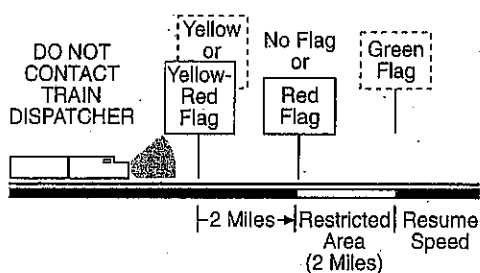 DO NOT
CONTACT
TRAIN
DISPATCHER
Yellow
or
Yellow-
Red
Flag
No Flag
or
Red
Flag
Green
Flag
2 Miles
Restricted
Area
(2 Miles)
Resume
Speed